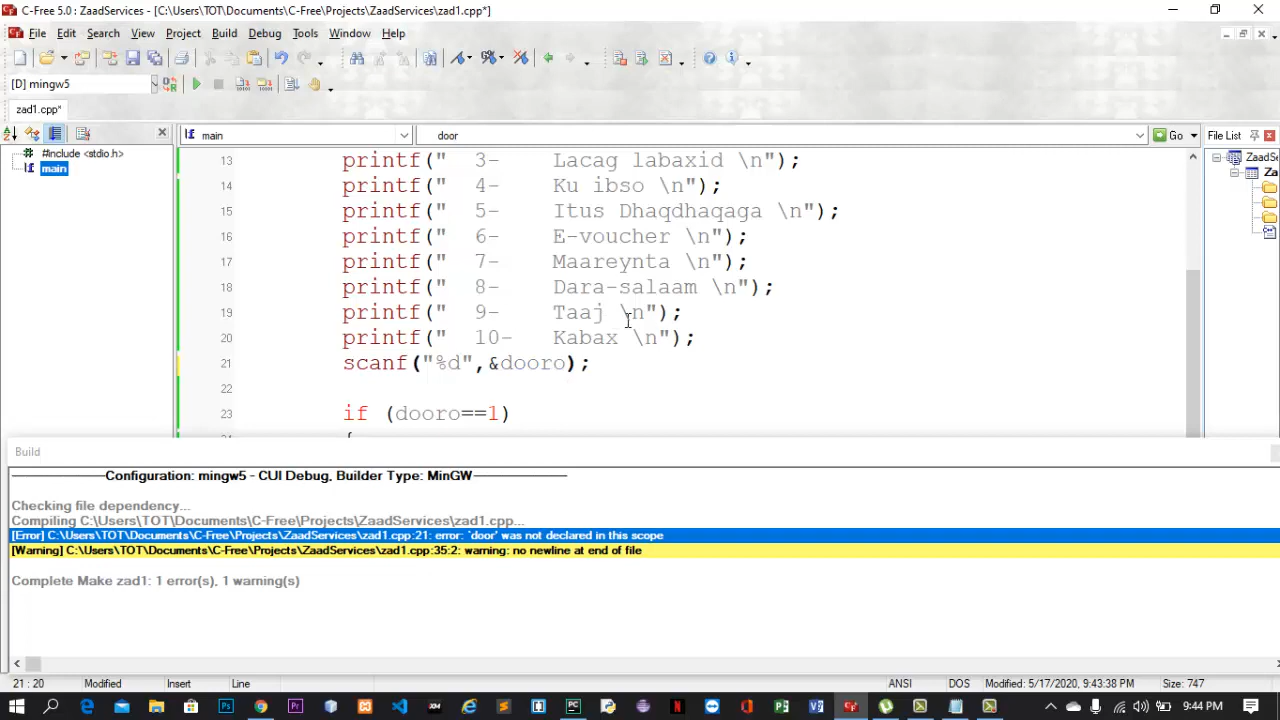 C-Free 5.0 : ZaadServices - [C:\Users\TOT\Documents\C-Free\Projects\ZaadServices\zad1.cpp*]
File Edit Search View Project Build Debug Tools Window Help
[D] mingw5
zad1.cpp*
main door Go File List
#include <stdio.h>
main
ZaadS
Za
13 printf("  3-    Lacag labaxid \n");
14 printf("  4-    Ku ibso \n");
15 printf("  5-    Itus Dhaqdhaqaga \n");
16 printf("  6-    E-voucher \n");
17 printf("  7-    Maareynta \n");
18 printf("  8-    Dara-salaam \n");
19 printf("  9-    Taaj \n");
20 printf("  10-   Kabax \n");
21 scanf("%d",&dooro);
22
23 if (dooro==1)
{
Build
Configuration: mingw5 - CUI Debug, Builder Type: MinGW
Checking file dependency...
Compiling C:\Users\TOT\Documents\C-Free\Projects\ZaadServices\zad1.cpp...
[Error] C:\Users\TOT\Documents\C-Free\Projects\ZaadServices\zad1.cpp:21: error: 'door' was not declared in this scope
[Warning] C:\Users\TOT\Documents\C-Free\Projects\ZaadServices\zad1.cpp:35:2: warning: no newline at end of file
Complete Make zad1: 1 error(s), 1 warning(s)
21 : 20 Modified Insert Line ANSI DOS Modified: 5/17/2020, 9:43:38 PM Size: 747
9:44 PM